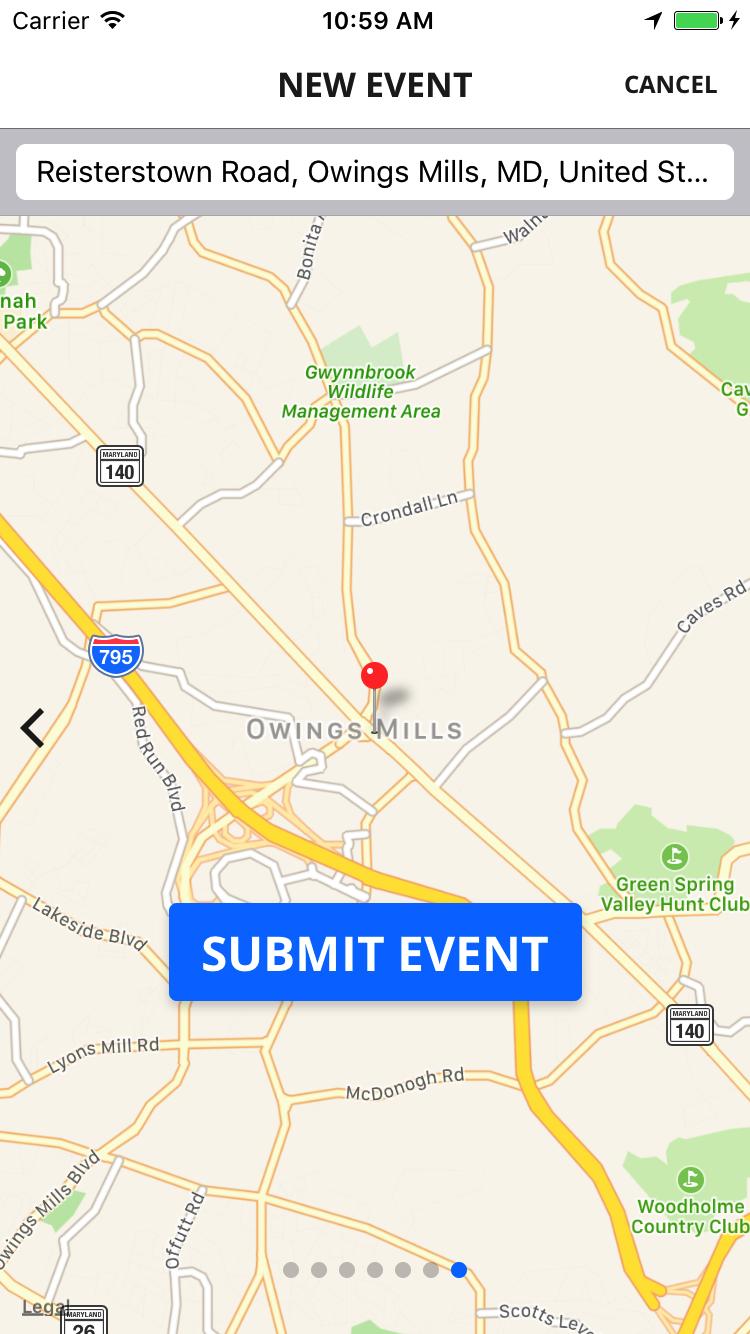 Carrier
10:59 AM
NEW EVENT
CANCEL
Reisterstown Road, Owings Mills, MD, United St...
Bonita
Waln
nah
Park
Gwynnbrook
Wildlife
Management Area
Cav
G
MARYLAND
140
Crondall Ln
Caves Rd
795
OWINGS MILLS
Red Run Blvd
Green Spring
Valley Hunt Club
Lakeside Blvd
SUBMIT EVENT
MARYLAND
140
Lyons Mill Rd
McDonogh Rd
Owings Mills Blvd
Offutt Rd
Woodholme
Country Club
Legal
MARYLAND
26
Scotts Leve